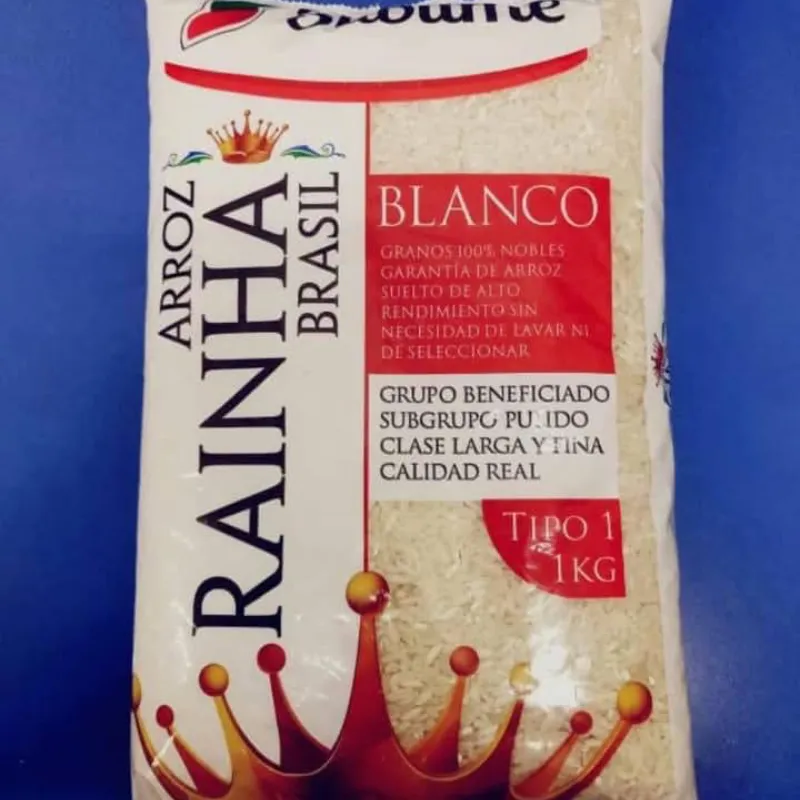 ARROZ
RAINHA
BRASIL
BLANCO
GRANOS 100% NOBLES
GARANTÍA DE ARROZ
SUELTO DE ALTO
RENDIMIENTO SIN
NECESIDAD DE LAVAR NI
DE SELECCIONAR
GRUPO BENEFICIADO
SUBGRUPO PULIDO
CLASE LARGA Y FINA
CALIDAD REAL
TIPO 1
1KG